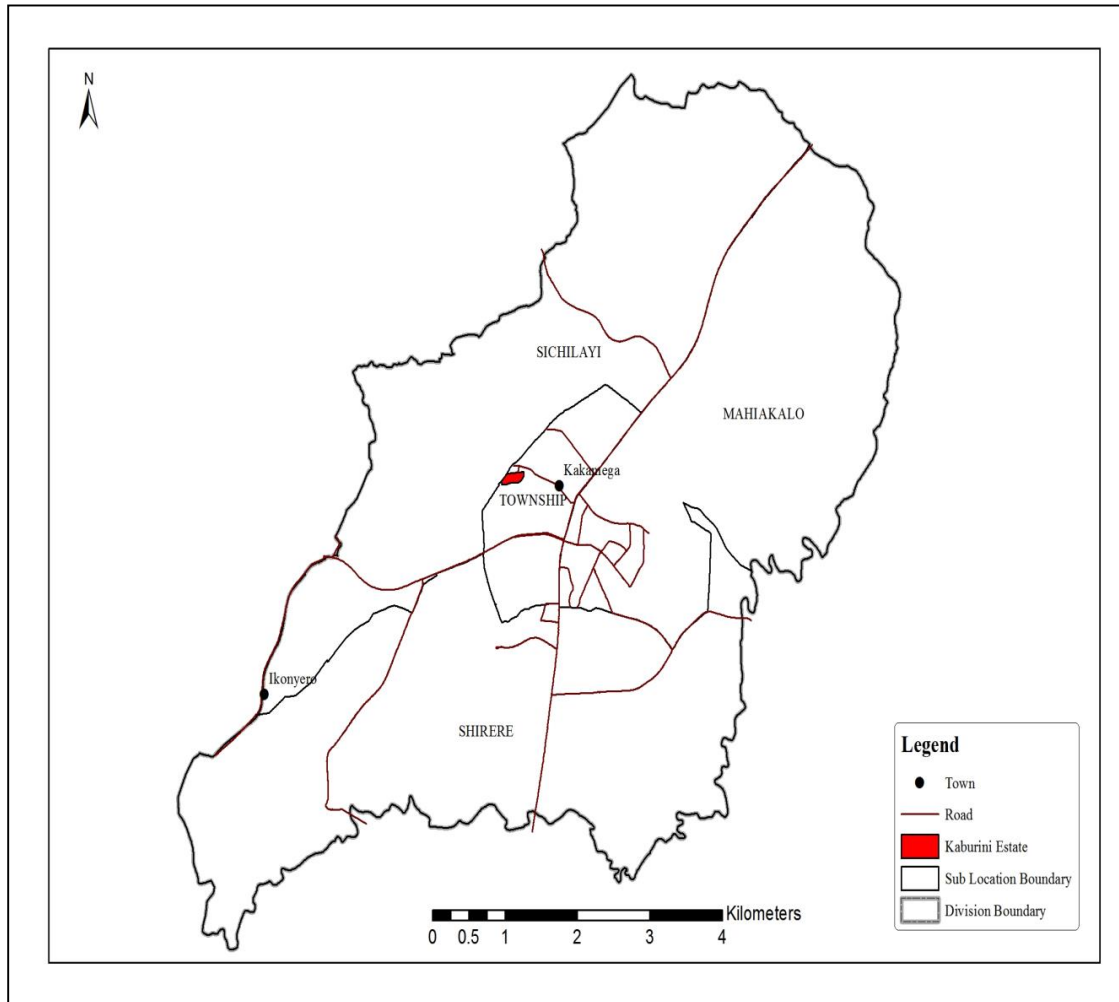 N
SICHILAYI
MAHIAKALO
Kakamega
TOWNSHIP
Ikonyero
SHIRERE
Legend
Town
Road
Kaburini Estate
Sub Location Boundary
Division Boundary
Kilometers
0 0.5 1 2 3 4